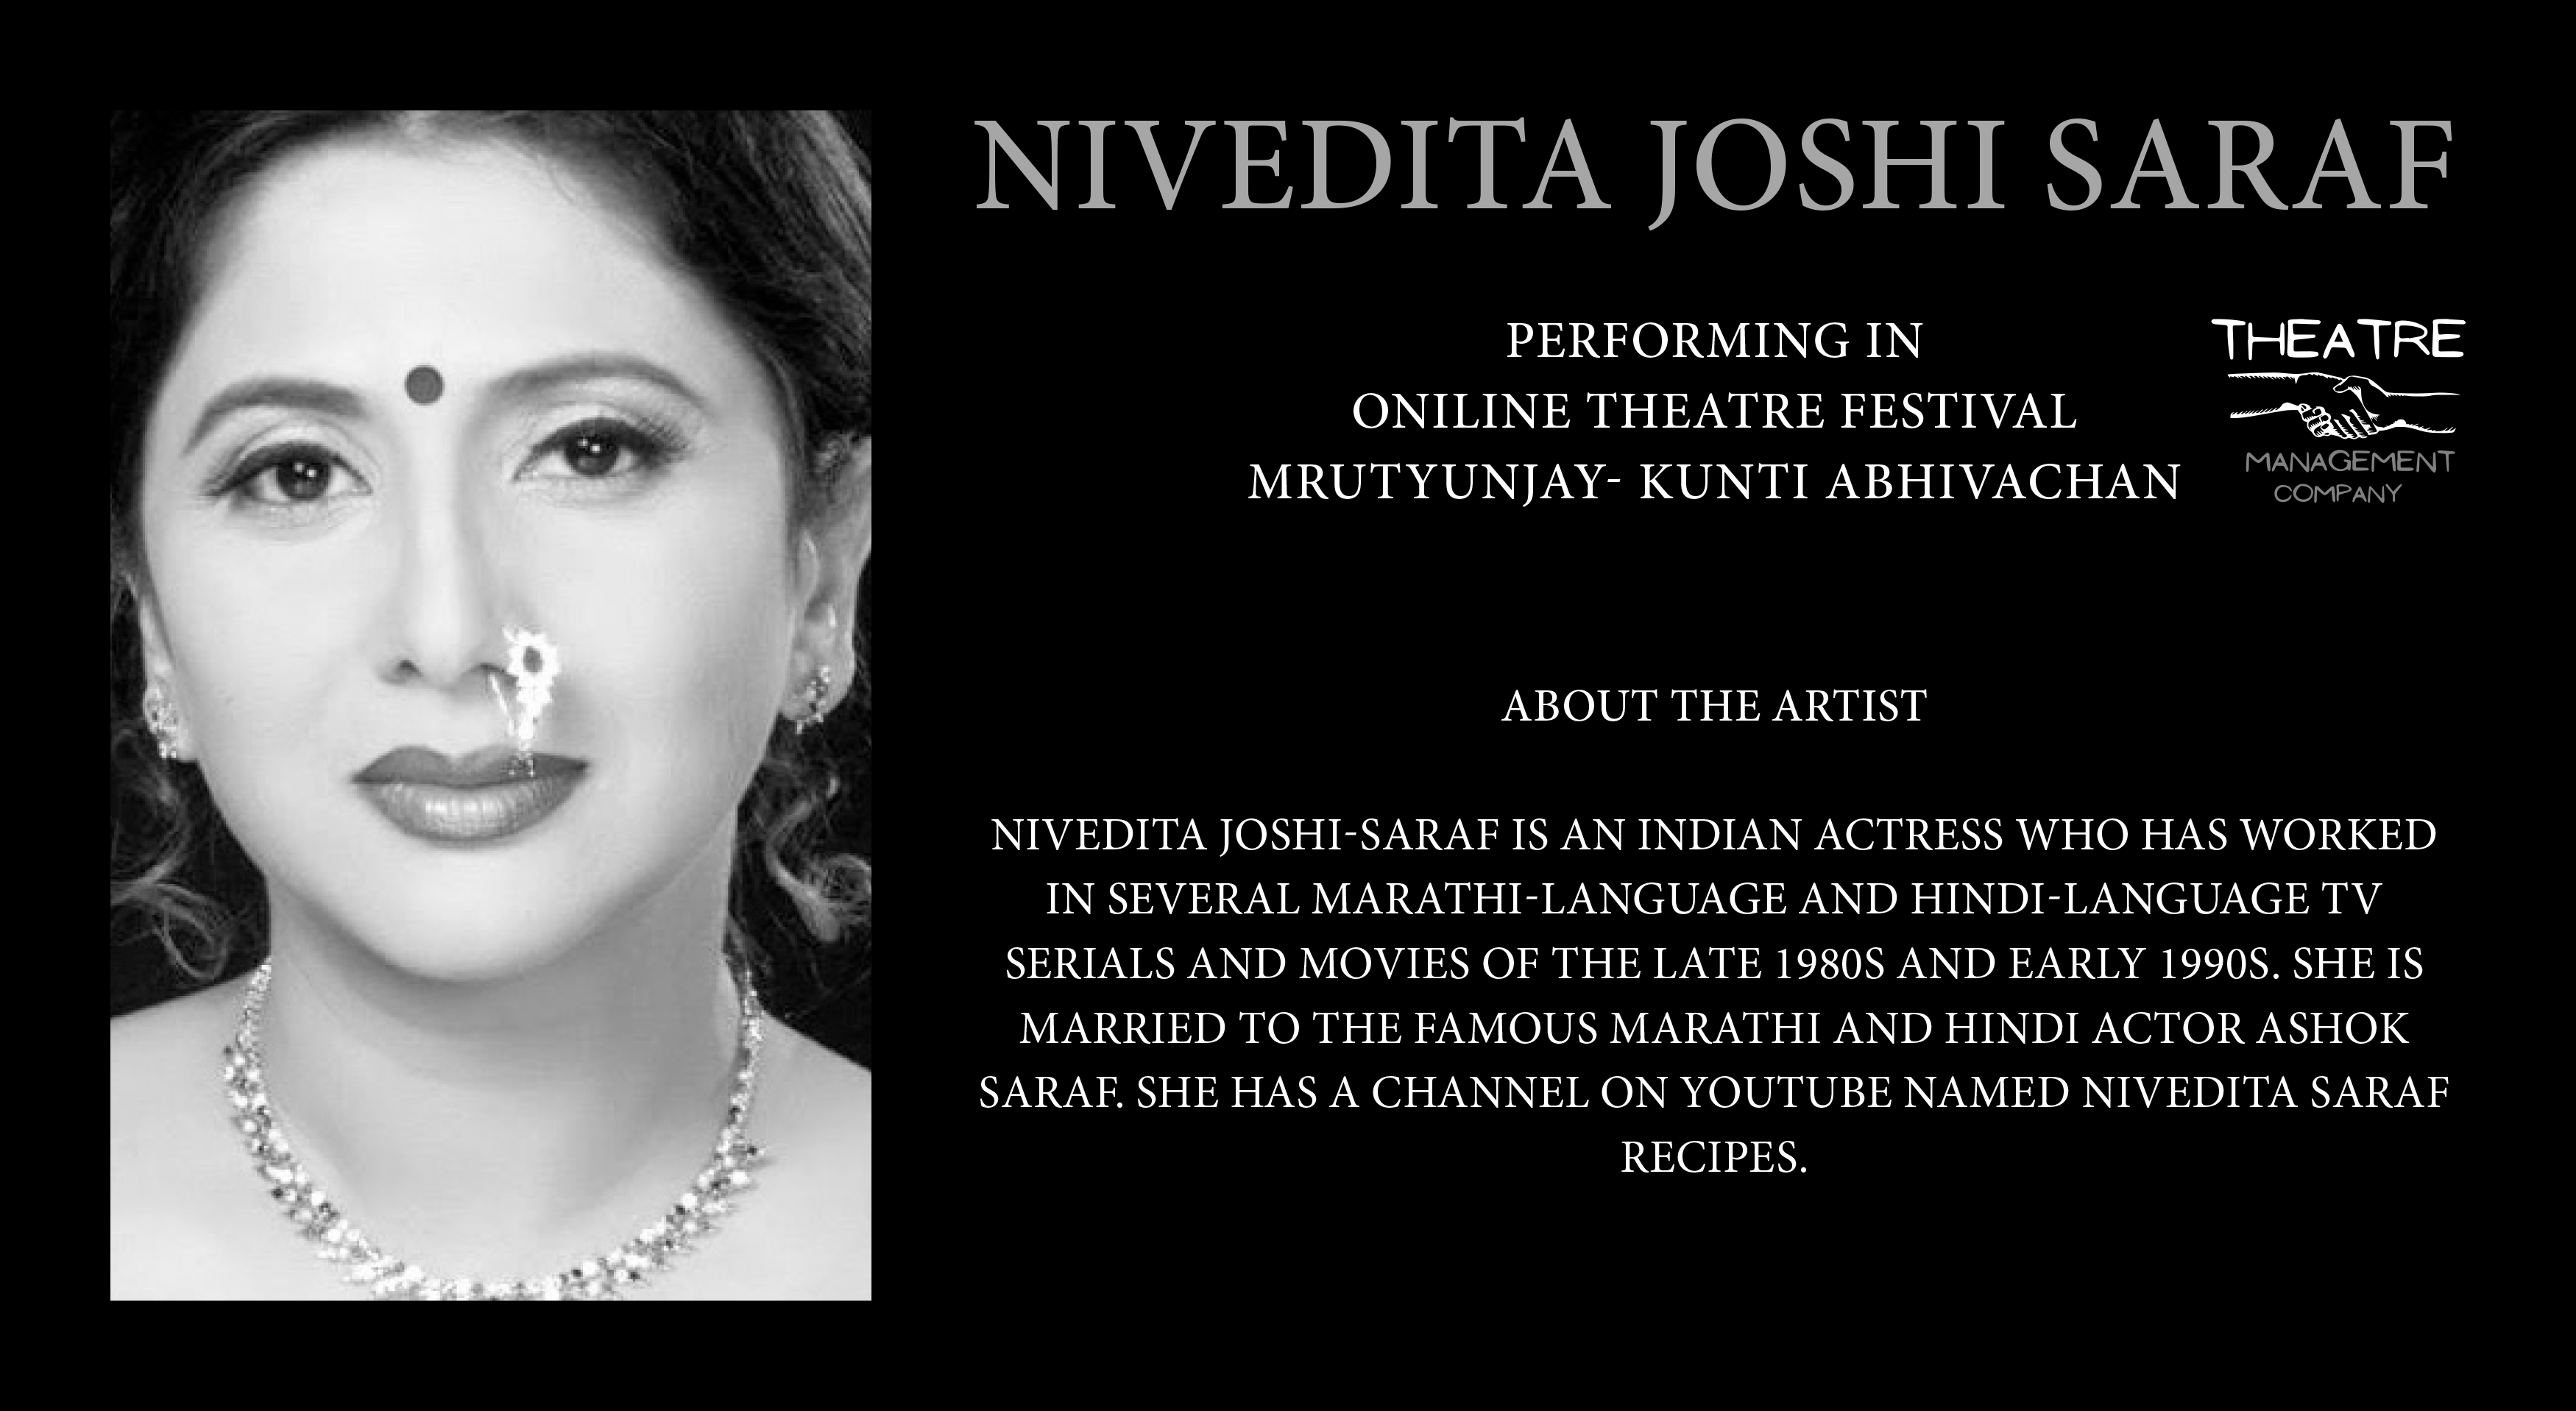 NIVEDITA JOSHI SARAF
PERFORMING IN
ONILINE THEATRE FESTIVAL
MRUTYUNJAY- KUNTI ABHIVACHAN
THEATRE
MANAGEMENT
COMPANY
ABOUT THE ARTIST
NIVEDITA JOSHI-SARAF IS AN INDIAN ACTRESS WHO HAS WORKED
IN SEVERAL MARATHI-LANGUAGE AND HINDI-LANGUAGE TV
SERIALS AND MOVIES OF THE LATE 1980S AND EARLY 1990S. SHE IS
MARRIED TO THE FAMOUS MARATHI AND HINDI ACTOR ASHOK
SARAF. SHE HAS A CHANNEL ON YOUTUBE NAMED NIVEDITA SARAF
RECIPES.